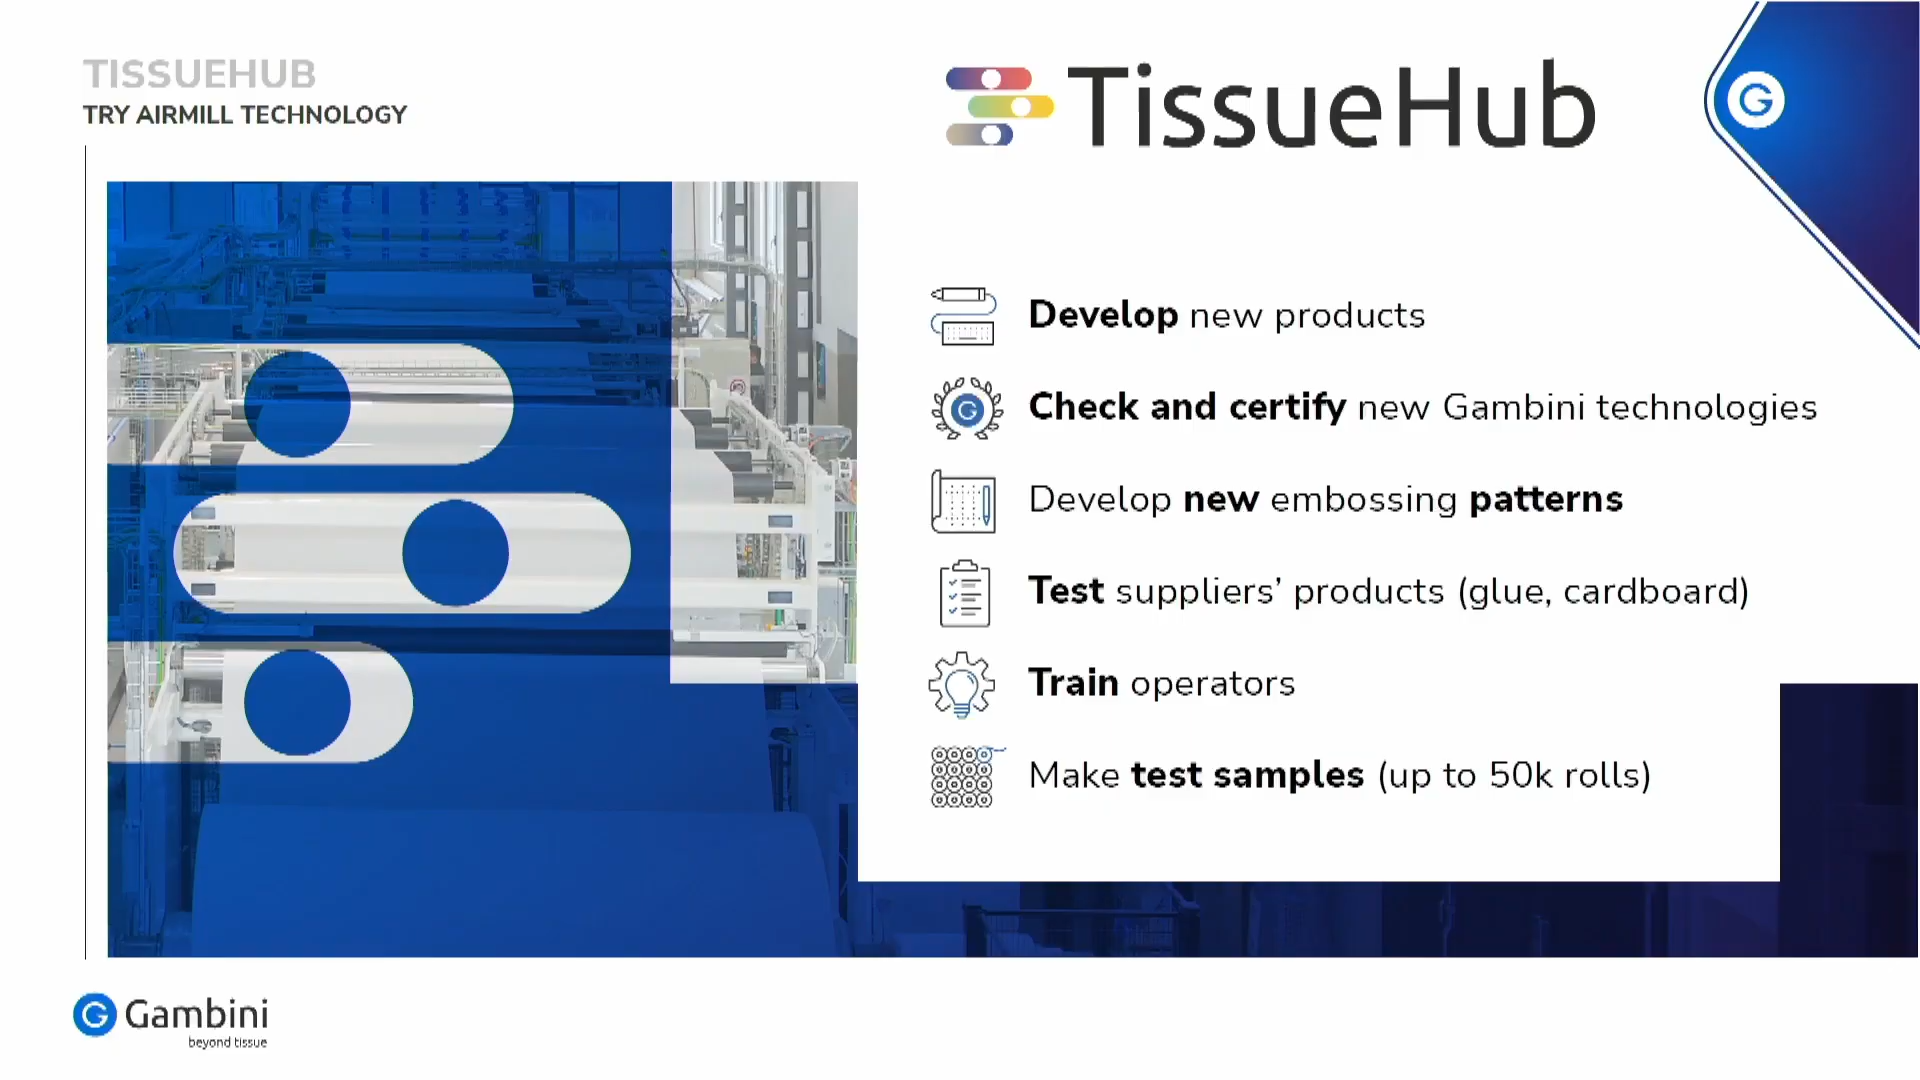 TISSUEHUB
TRY AIRMILL TECHNOLOGY
TissueHub
G
Develop new products
G
Check and certify new Gambini technologies
Develop new embossing patterns
Test suppliers’ products (glue, cardboard)
Train operators
Make test samples (up to 50k rolls)
G Gambini
beyond tissue